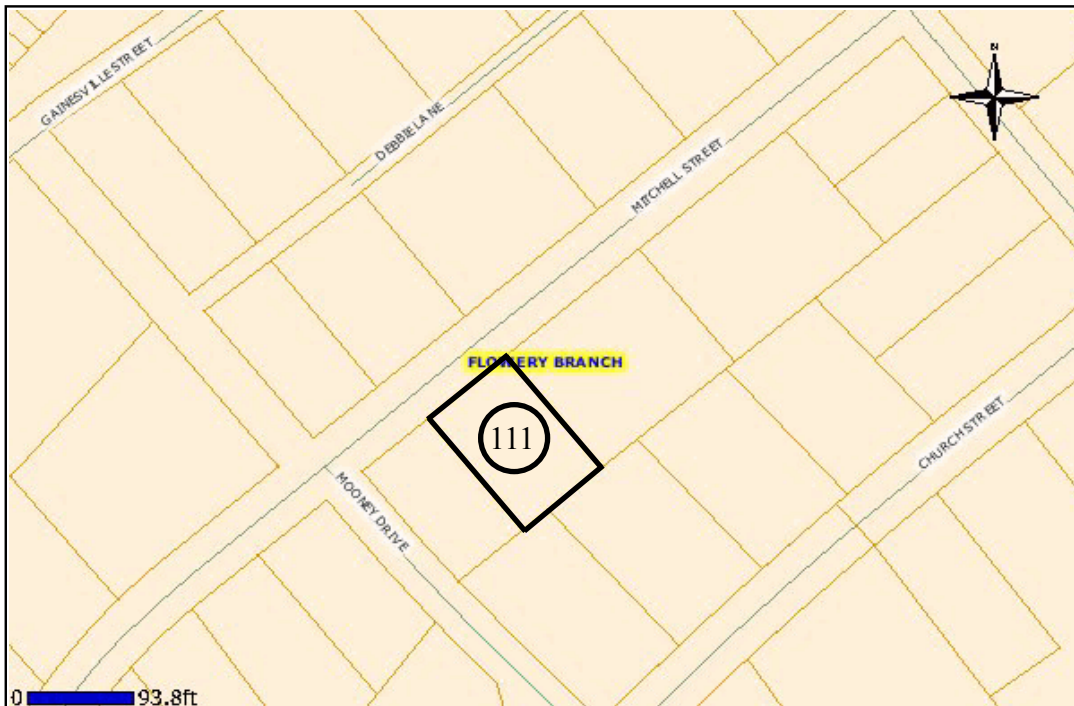 GAINESVILLE STREET
DEBBIE LANE
MITCHELL STREET
N
FLOWERY BRANCH
111
CHURCH STREET
MOONEY DRIVE
0 93.8ft